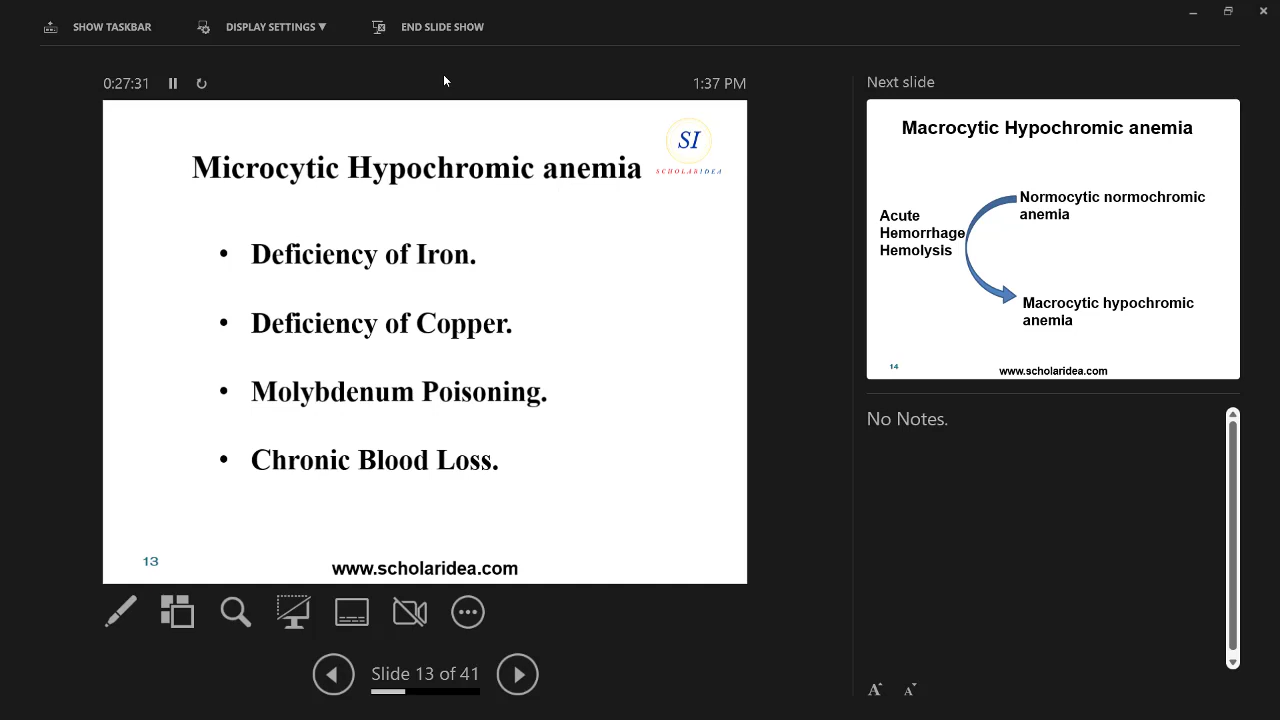 SHOW TASKBAR
DISPLAY SETTINGS ▼
END SLIDE SHOW
0:27:31
1:37 PM
SI
SCHOLARIDEA
Microcytic Hypochromic anemia
• Deficiency of Iron.
• Deficiency of Copper.
• Molybdenum Poisoning.
• Chronic Blood Loss.
13
www.scholaridea.com
Slide 13 of 41
Next slide
Macrocytic Hypochromic anemia
Normocytic normochromic
anemia
Acute
Hemorrhage
Hemolysis
Macrocytic hypochromic
anemia
14
www.scholaridea.com
No Notes.
A A